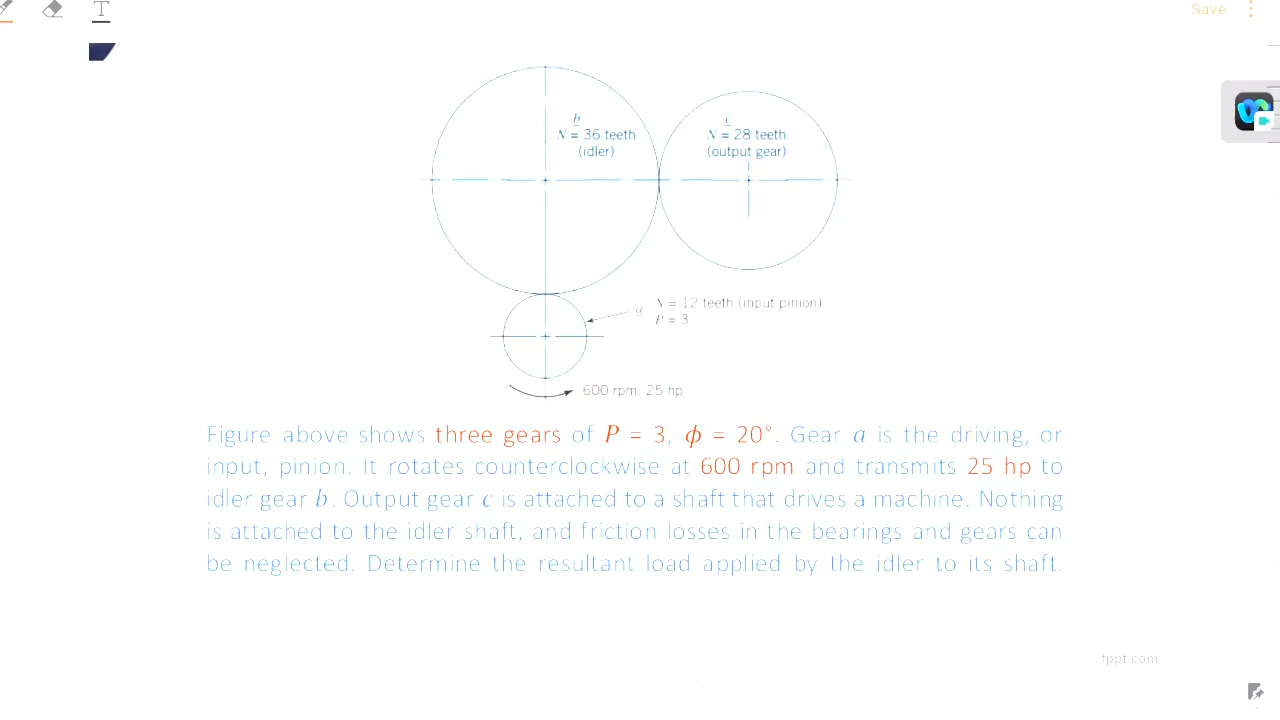 T
Save
b
N = 36 teeth
(idler)
c
N = 28 teeth
(output gear)
a
N = 12 teeth (input pinion)
P = 3
600 rpm: 25 hp
Figure above shows three gears of P = 3, ϕ = 20°. Gear a is the driving, or
input, pinion. It rotates counterclockwise at 600 rpm and transmits 25 hp to
idler gear b. Output gear c is attached to a shaft that drives a machine. Nothing
is attached to the idler shaft, and friction losses in the bearings and gears can
be neglected. Determine the resultant load applied by the idler to its shaft.
fppt.com